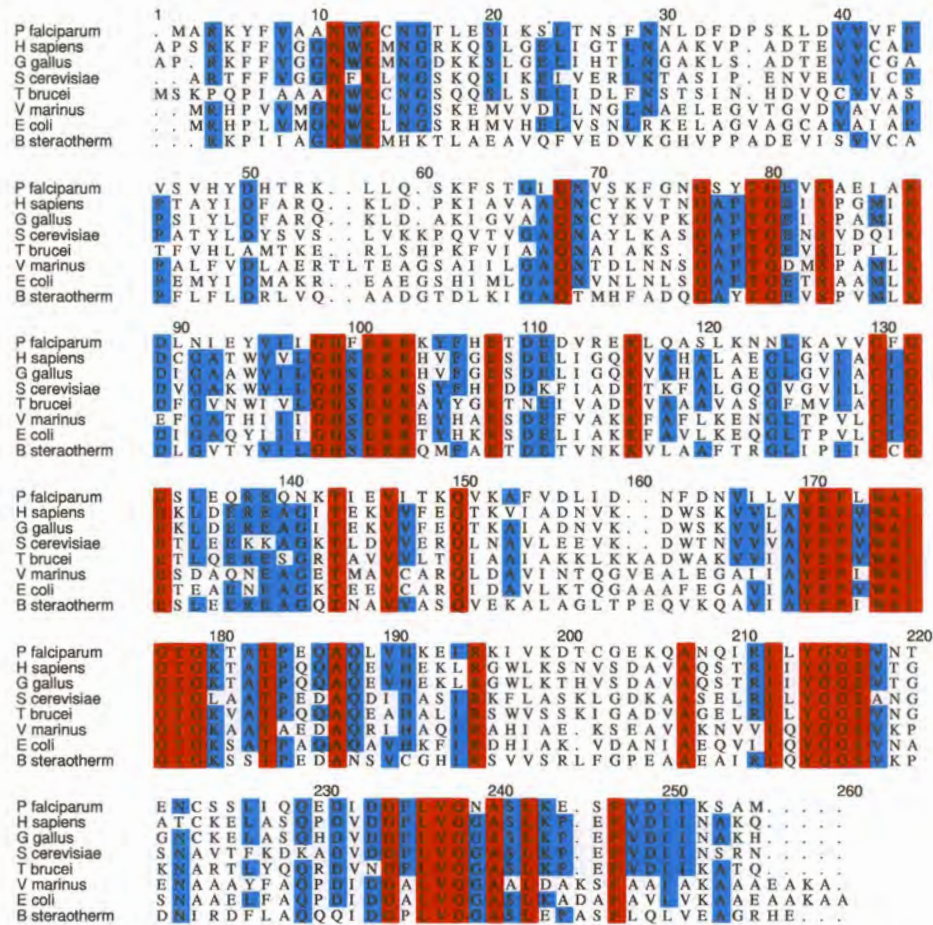 1 10 20 30 40
P falciparum . M A R K Y F V A A N W K C N G T L E S I K S L T N S F N N L D F D P S K L D V V V F P
H sapiens A P S R K F F V G G N W K M N G R K Q S L G E L I G T L N A A K V P . A D T E V V C A
G gallus A P . R K F F V G G N W K M N G D K K S L G E L I H T L N G A K L S . A D T E V V C G A
S cerevisiae . . A R T F F V G G N F K L N G S K Q S I K E I V E R L N T A S I P . E N V E V V I C P
T brucei M S K P Q P I A A A N W K C N G S Q Q S L S E L I D L F N S T S I N . H D V Q C V V A S
V marinus . . M R H P V V M G N W K L N G S K E M V V D L L N G L N A E L E G V T G V D V A V A P
E coli . . M R H P L V M G N W K L N G S R H M V H E L V S N L R K E L A G V A G C A V A I A P
B steraotherm . . R K P I I A G N W K M H K T L A E A V Q F V E D V K G H V P P A D E V I S V V C A
50 60 70 80
P falciparum V S V H Y D H T R K . . L L Q . S K F S T G I Q N V S K F G N G S Y T G E V S A E I A K
H sapiens P T A Y I D F A R Q . . K L D . P K I A V A A Q N C Y K V T N G A F T G E I S P G M I K
G gallus P S I Y L D F A R Q . . K L D . A K I G V A A Q N C Y K V P K G A F T G E I S P A M I K
S cerevisiae P A T Y L D Y S V S . . L V K K P Q V T V G A Q N A Y L K A S G A F T G E N S V D Q I K
T brucei T F V H L A M T K E . . R L S H P K F V I A A Q N A I A K S . G A F T G E V S L P I L K
V marinus P A L F V D L A E R T L T E A G S A I I L G A Q N T D L N N S G A F T G D M S P A M L K
E coli P E M Y I D M A K R . . E A E G S H I M L G A Q N V N L N L S G A F T G E T S A A M L K
B steraotherm P F L F L D R L V Q . . A A D G T D L K I G A Q T M H F A D Q G A Y T G E V S P V M L K
90 100 110 120 130
P falciparum D L N I E Y V I I G H F E R R K Y F H E T D E D V R E K L Q A S L K N N L K A V V C F G
H sapiens D C G A T W V V L G H S E R R H V F G E S D E L I G Q K V A H A L A E G L G V I A C I G
G gallus D I G A A W V I L G H S E R R H V F G E S D E L I G Q K V A H A L A E G L G V I A C I G
S cerevisiae D V G A K W V I L G H S E R R S Y F H E D D K F I A D K T K F A L G Q G V G V I L C I G
T brucei D F G V N W I V L G H S E R R A Y Y G E T N E I V A D K V A A A V A S G F M V I A C I G
V marinus E F G A T H I I I G H S E R R E Y H A E S D E F V A K K F A F L K E N G L T P V L C I G
E coli D I G A Q Y I I I G H S E R R T Y H K E S D E L I A K K F A V L K E Q G L T P V L C I G
B steraotherm D L G V T Y V I L G H S E R R Q M F A E T D E T V N K K V L A A F T R G L I P I I C C G
140 150 160 170
P falciparum E S L E Q R E Q N K T I E V I T K Q V K A F V D L I D . . N F D N V I L V Y E P L W A I
H sapiens E K L D E R E A G I T E K V V F E Q T K V I A D N V K . . D W S K V V L A Y E P V W A I
G gallus E K L D E R E A G I T E K V V F E Q T K A I A D N V K . . D W S K V V L A Y E P V W A I
S cerevisiae E T L E E K K A G K T L D V V E R Q L N A V L E E V K . . D W T N V V V A Y E P V W A I
T brucei E T L Q E R E S G R T A V V V L T Q I A A I A K K L K K A D W A K V V I A Y E P V W A I
V marinus E S D A Q N E A G E T M A V C A R Q L D A V I N T Q G V E A L E G A I I A Y E P I W A I
E coli E T E A E N E A G K T E E V C A R Q I D A V L K T Q G A A A F E G A V I A Y E P I W A I
B steraotherm E S L E E R E A G Q T N A V V A S Q V E K A L A G L T P E Q V K Q A V I A Y E P I W A I
180 190 200 210 220
P falciparum G T G K T A T P E Q A Q L V H K E I R K I V K D T C G E K Q A N Q I R I L Y G G S V N T
H sapiens G T G K T A T P Q Q A Q E V H E K L R G W L K S N V S D A V A Q S T R I I Y G G S V T G
G gallus G T G K T A T P Q Q A Q E V H E K L R G W L K T H V S D A V A Q S T R I I Y G G S V T G
S cerevisiae G T G L A A T P E D A Q D I H A S I R K F L A S K L G D K A A S E L R I L Y G G S A N G
T brucei G T G K V A T P Q Q A Q E A H A L I R S W V S S K I G A D V A G E L R I L Y G G S V N G
V marinus G T G K A A T A E D A Q R I H A Q I R A H I A E . K S E A V A K N V V I Q Y G G S V K P
E coli G T G K S A T P A Q A Q A V H K F I R D H I A K . V D A N I A E Q V I I Q Y G G S V N A
B steraotherm G T G K S S T P E D A N S V C G H I R S V V S R L F G P E A A E A I R I Q Y G G S V K P
230 240 250 260
P falciparum E N C S S L I Q Q E D I D G F L V G N A S L K E . S F V D I I K S A M . . . . .
H sapiens A T C K E L A S Q P D V D G F L V G G A S L K P . E F V D I I N A K Q . . . . .
G gallus G N C K E L A S Q H D V D G F L V G G A S L K P . E F V D I I N A K H . . . . .
S cerevisiae S N A V T F K D K A D V D G F L V G G A S L K P . E F V D I I N S R N . . . . .
T brucei K N A R T L Y Q Q R D V N G F L V G G A S L K P . E F V D I I K A T Q . . . . .
V marinus E N A A A Y F A Q P D I D G A L V G G A A L D A K S F A A I A K A A A E A K A .
E coli S N A A E L F A Q P D I D G A L V G G A S L K A D A F A V I V K A A E A A K A A
B steraotherm D N I R D F L A Q Q Q I D G P L V G G A S L E P A S F L Q L V E A G R H E . .